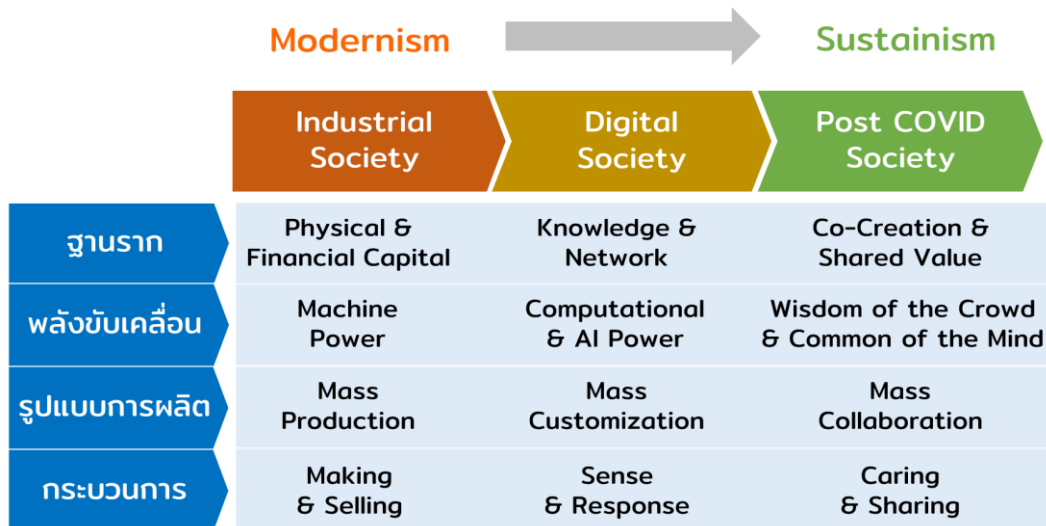 Modernism
Sustainism
Industrial
Society
Digital
Society
Post COVID
Society
ฐานราก
Physical &
Financial Capital
Knowledge &
Network
Co-Creation &
Shared Value
พลังขับเคลื่อน
Machine
Power
Computational
& AI Power
Wisdom of the Crowd
& Common of the Mind
รูปแบบการผลิต
Mass
Production
Mass
Customization
Mass
Collaboration
กระบวนการ
Making
& Selling
Sense
& Response
Caring
& Sharing